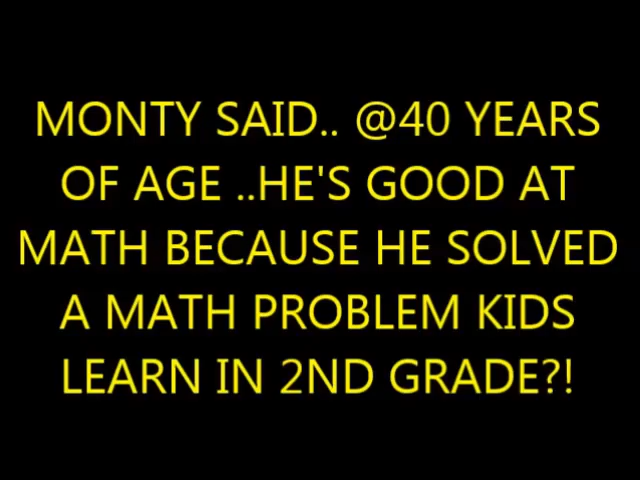 MONTY SAID.. @40 YEARS
OF AGE ..HE'S GOOD AT
MATH BECAUSE HE SOLVED
A MATH PROBLEM KIDS
LEARN IN 2ND GRADE?!